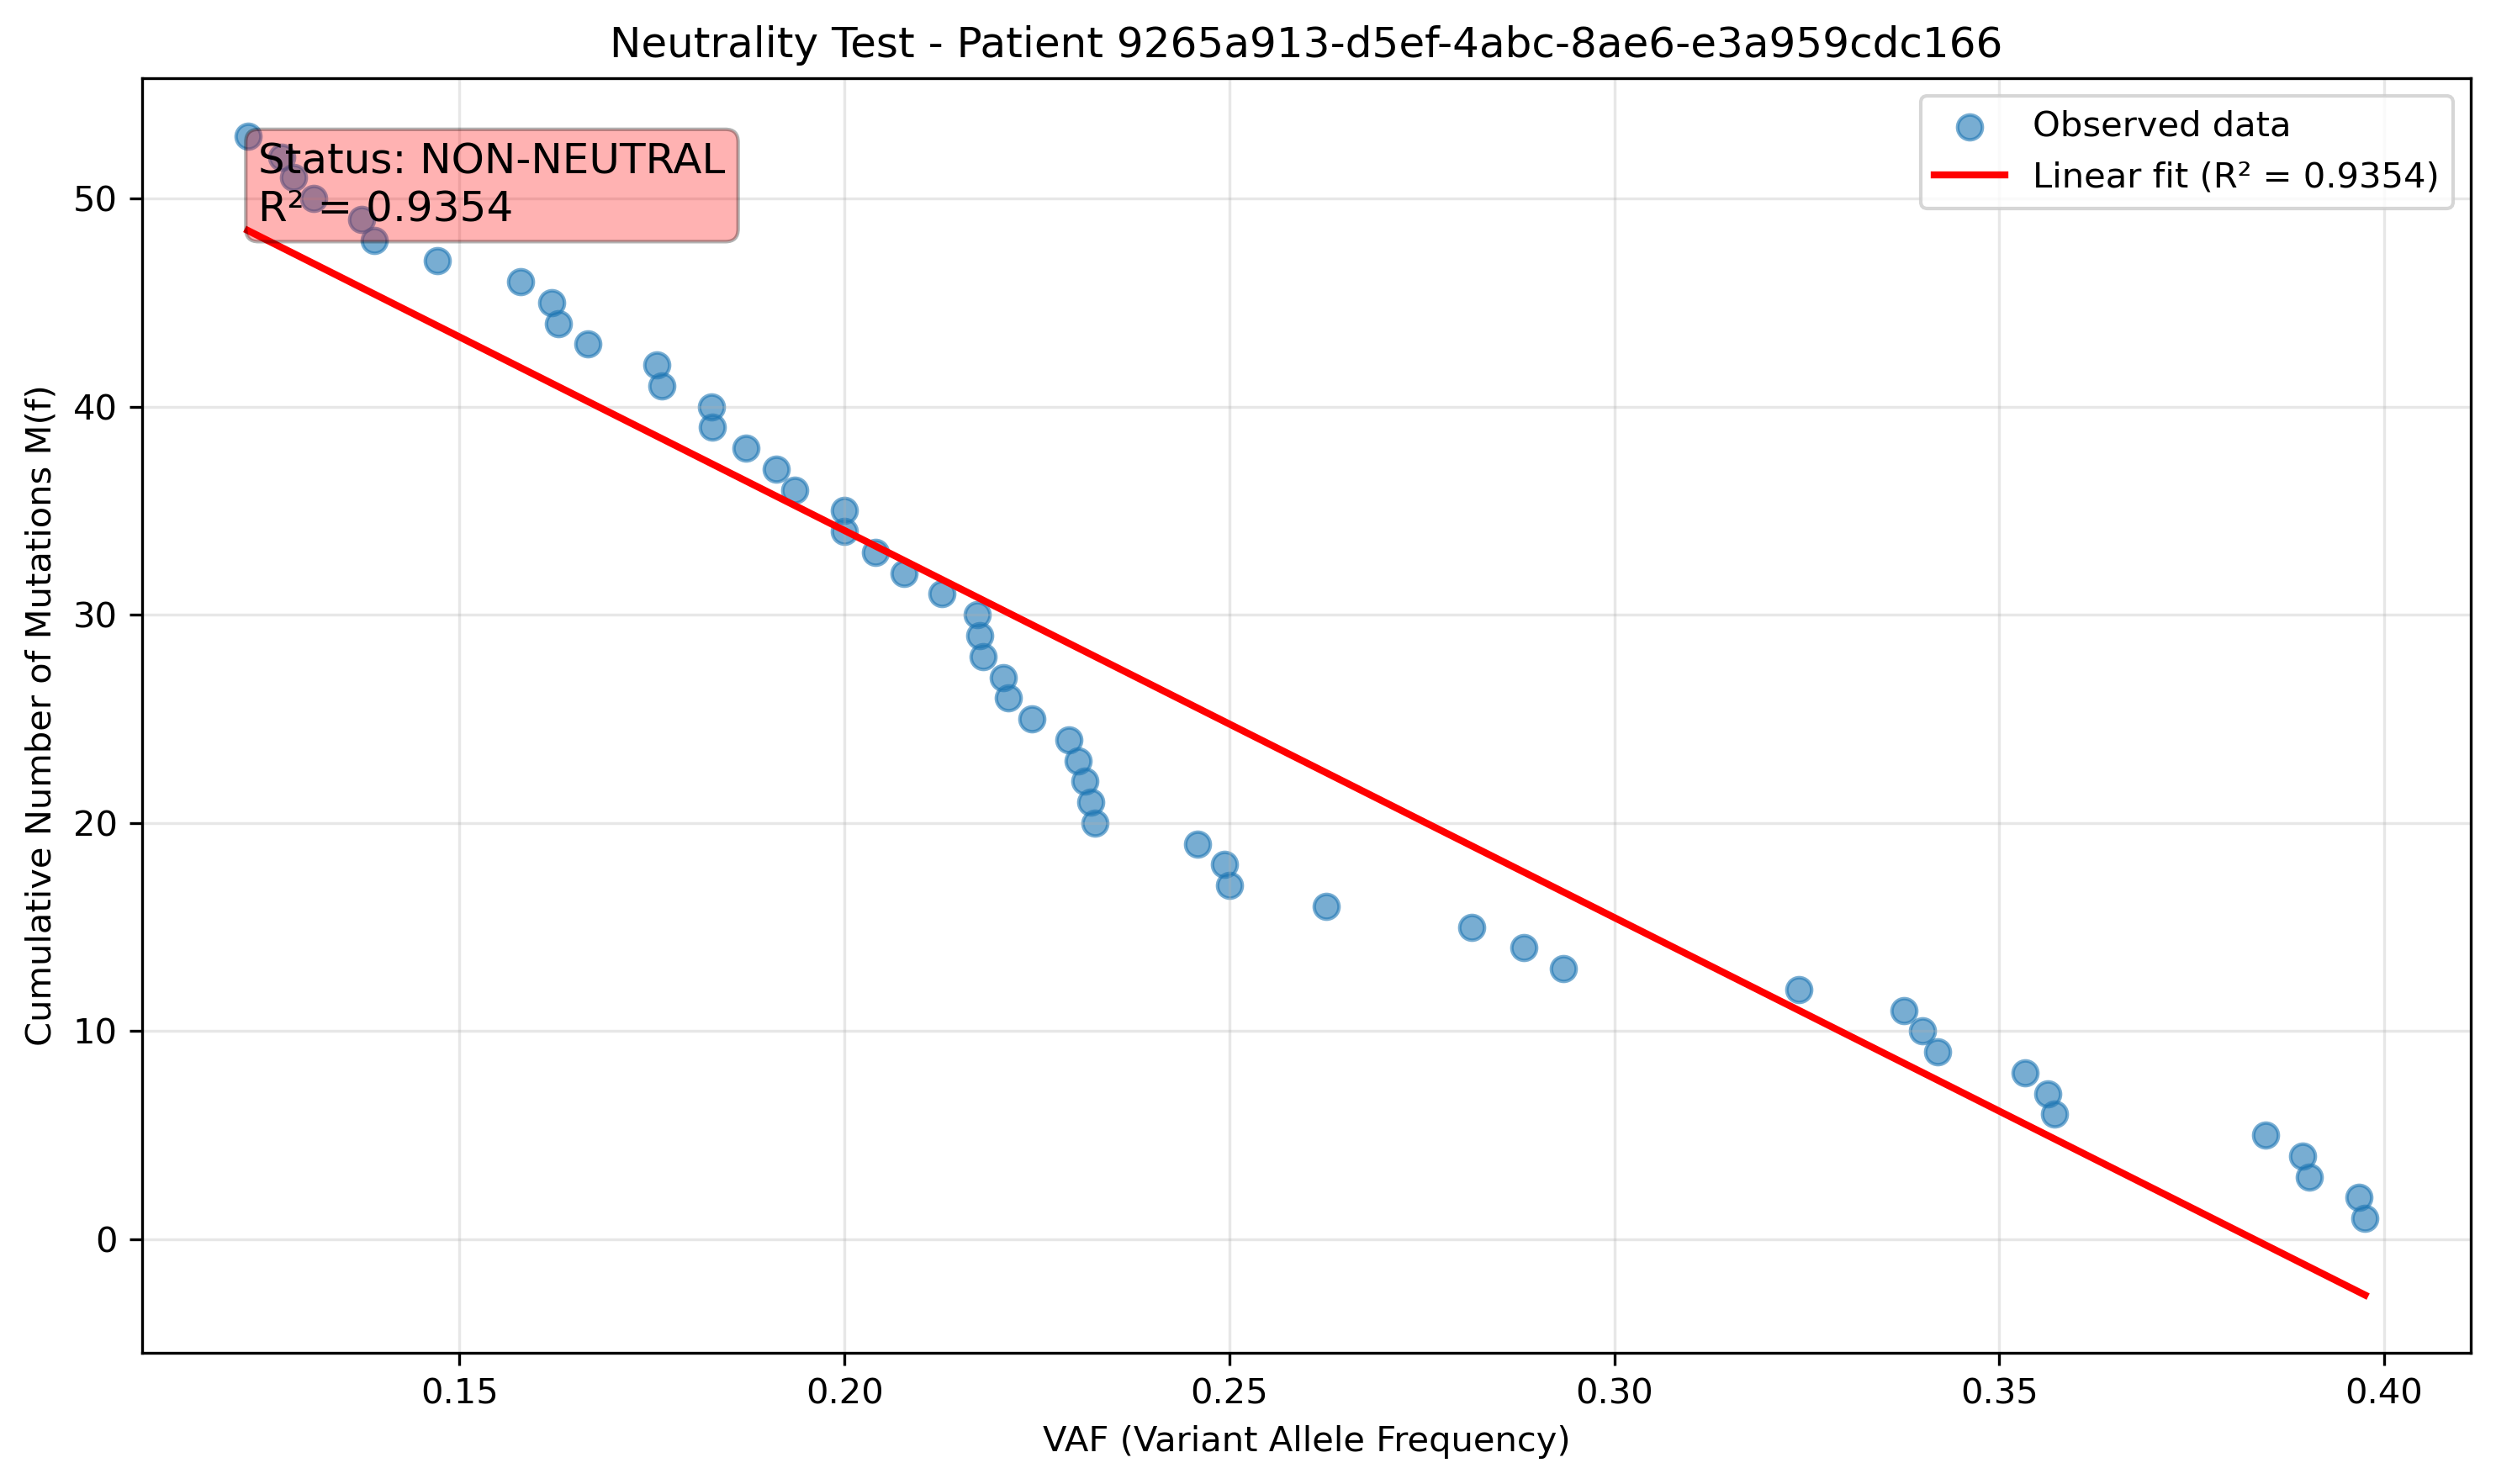 Neutrality Test - Patient 9265a913-d5ef-4abc-8ae6-e3a959cdc166
Status: NON-NEUTRAL
R² = 0.9354
Observed data
Linear fit (R² = 0.9354)
Cumulative Number of Mutations M(f)
50
40
30
20
10
0
0.15
0.20
0.25
0.30
0.35
0.40
VAF (Variant Allele Frequency)